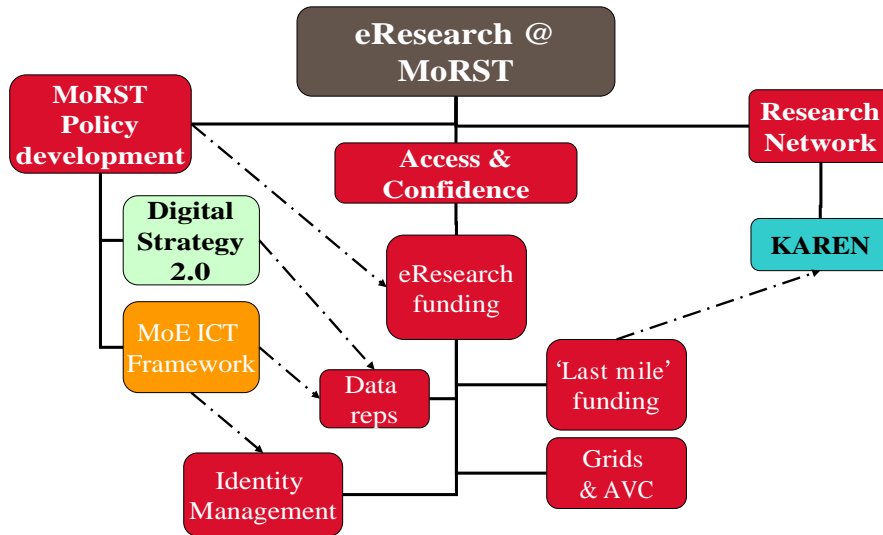 eResearch @
MoRST
MoRST
Policy
development
Research
Network
Access &
Confidence
Digital
Strategy
2.0
KAREN
eResearch
funding
MoE ICT
Framework
'Last mile'
funding
Data
reps
Grids
& AVC
Identity
Management